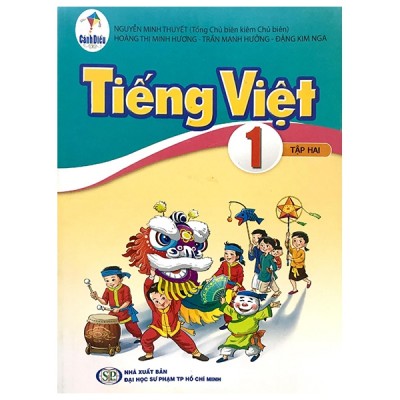 Cánh Diều
NGUYỄN MINH THUYẾT (Tổng Chủ biên kiêm Chủ biên)
HOÀNG THỊ MINH HƯƠNG - TRẦN MẠNH HƯỞNG - ĐẶNG KIM NGA
Tiếng Việt
1
TẬP HAI
NHÀ XUẤT BẢN
ĐẠI HỌC SƯ PHẠM TP HỒ CHÍ MINH